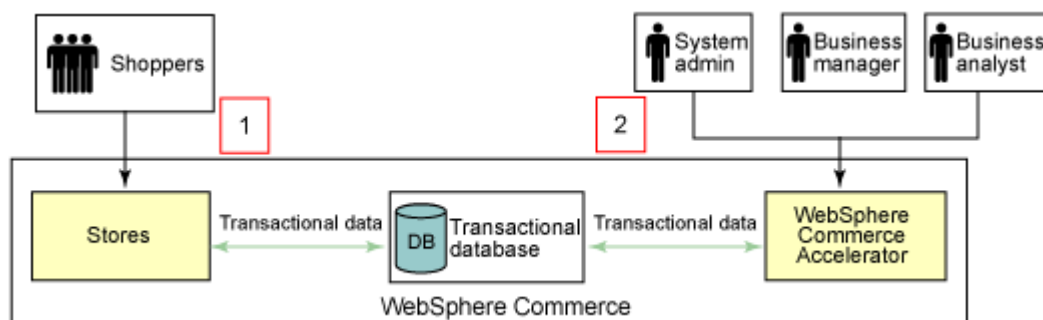 Shoppers
System
admin
Business
manager
Business
analyst
1
2
Stores
Transactional data
DB
Transactional
database
Transactional data
WebSphere
Commerce
Accelerator
WebSphere Commerce